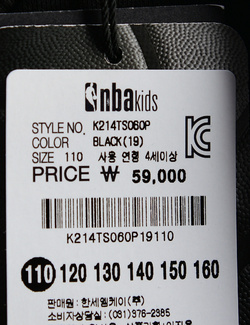 nbakids
STYLE NO. K214TS060P
COLOR BLACK(19)
SIZE 110 사용 연령 4세이상
PRICE ₩ 59,000
K214TS060P19110
110 120 130 140 150 160
판매원 : 한세엠케이(주)
소비자상담실 : (031)376-2385